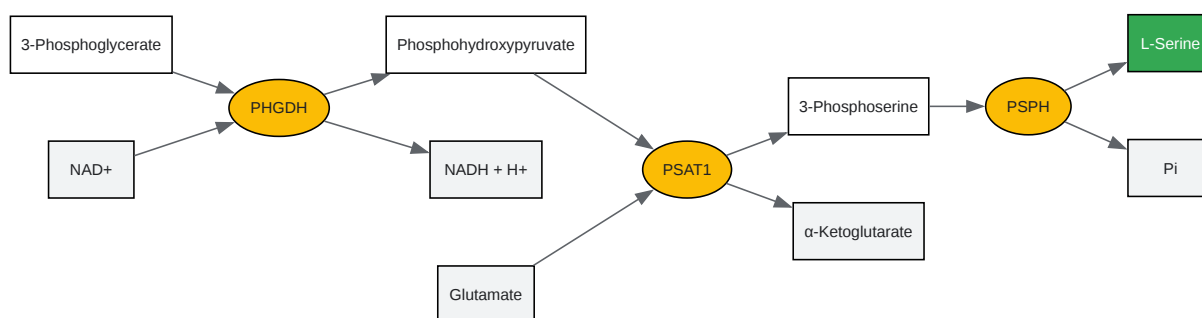 3-Phosphoglycerate
Phosphohydroxypyruvate
L-Serine
PHGDH
3-Phosphoserine
PSPH
NAD+
NADH + H+
PSAT1
Pi
α-Ketoglutarate
Glutamate